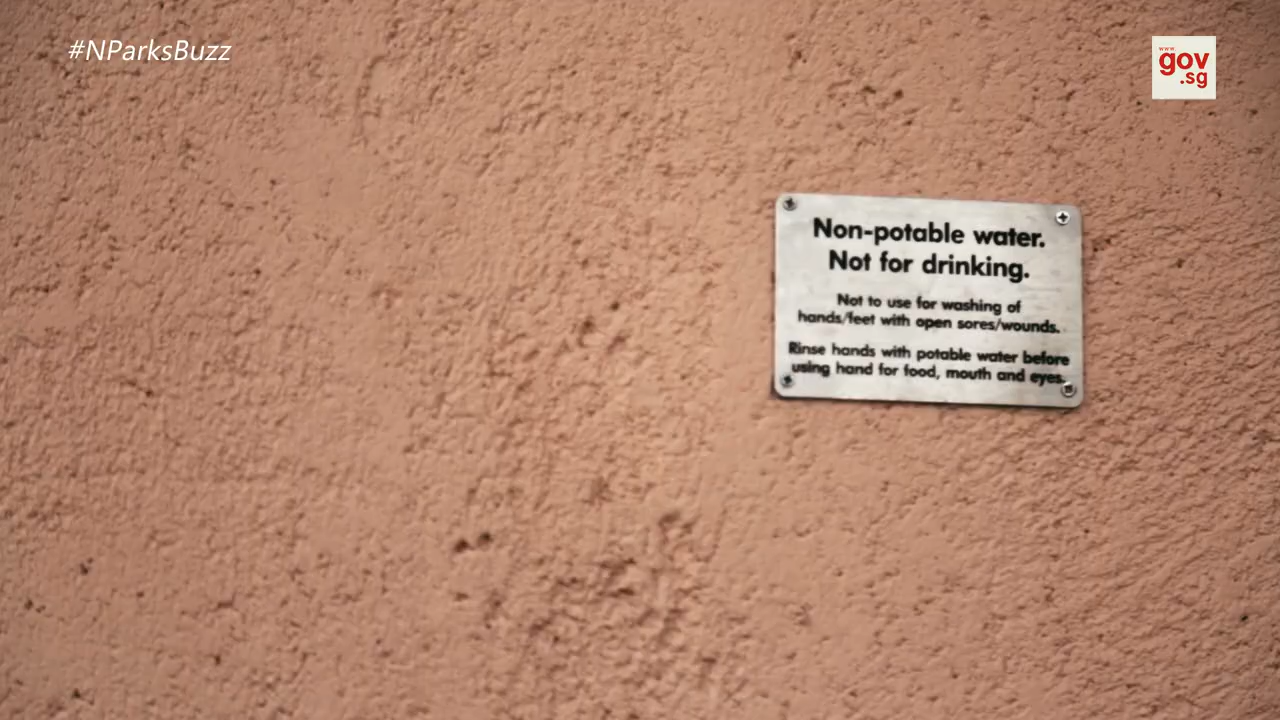 #NParksBuzz
www.
gov
.sg
Non-potable water.
Not for drinking.
Not to use for washing of
hands/feet with open sores/wounds.
Rinse hands with potable water before
using hand for food, mouth and eyes.